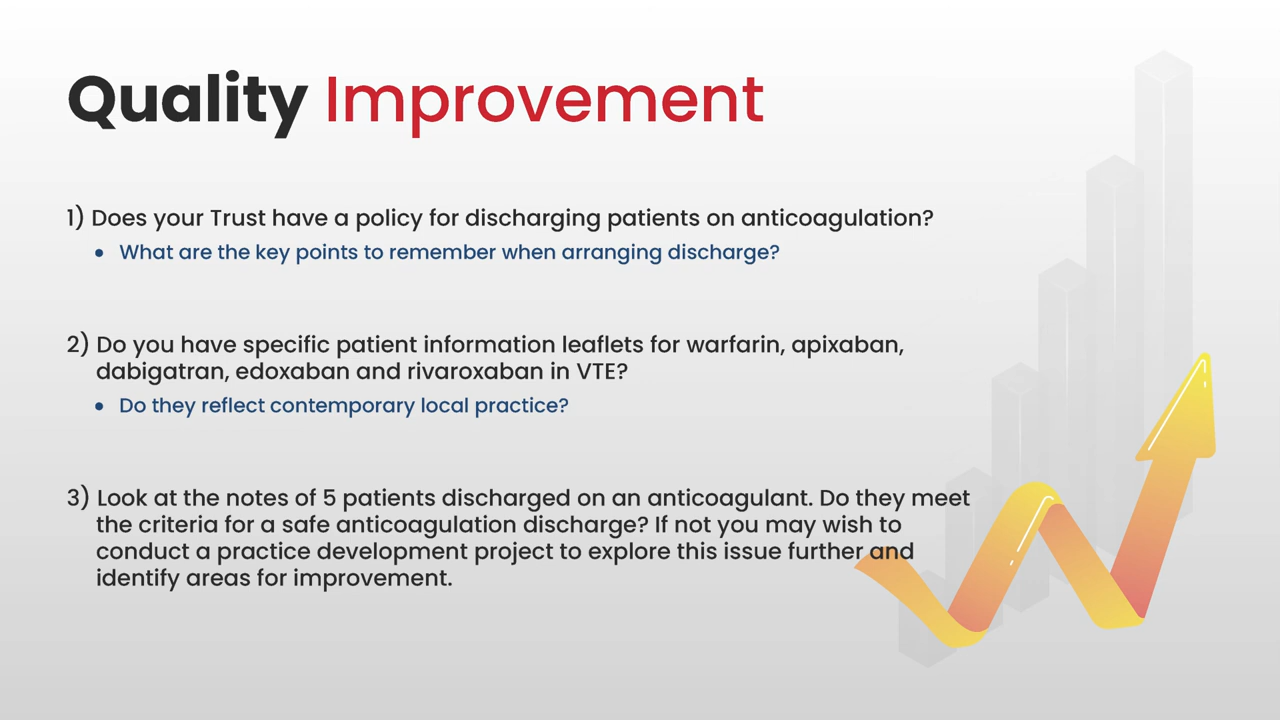 Quality Improvement
1) Does your Trust have a policy for discharging patients on anticoagulation?
• What are the key points to remember when arranging discharge?
2) Do you have specific patient information leaflets for warfarin, apixaban,
dabigatran, edoxaban and rivaroxaban in VTE?
• Do they reflect contemporary local practice?
3) Look at the notes of 5 patients discharged on an anticoagulant. Do they meet
the criteria for a safe anticoagulation discharge? If not you may wish to
conduct a practice development project to explore this issue further and
identify areas for improvement.